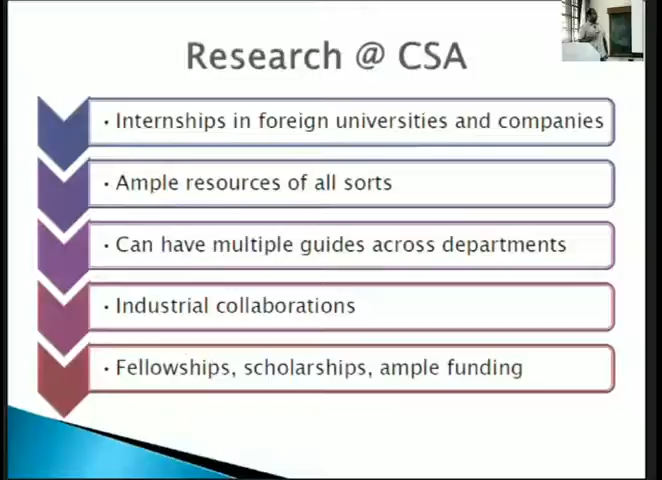 Research @ CSA
• Internships in foreign universities and companies
• Ample resources of all sorts
• Can have multiple guides across departments
• Industrial collaborations
• Fellowships, scholarships, ample funding